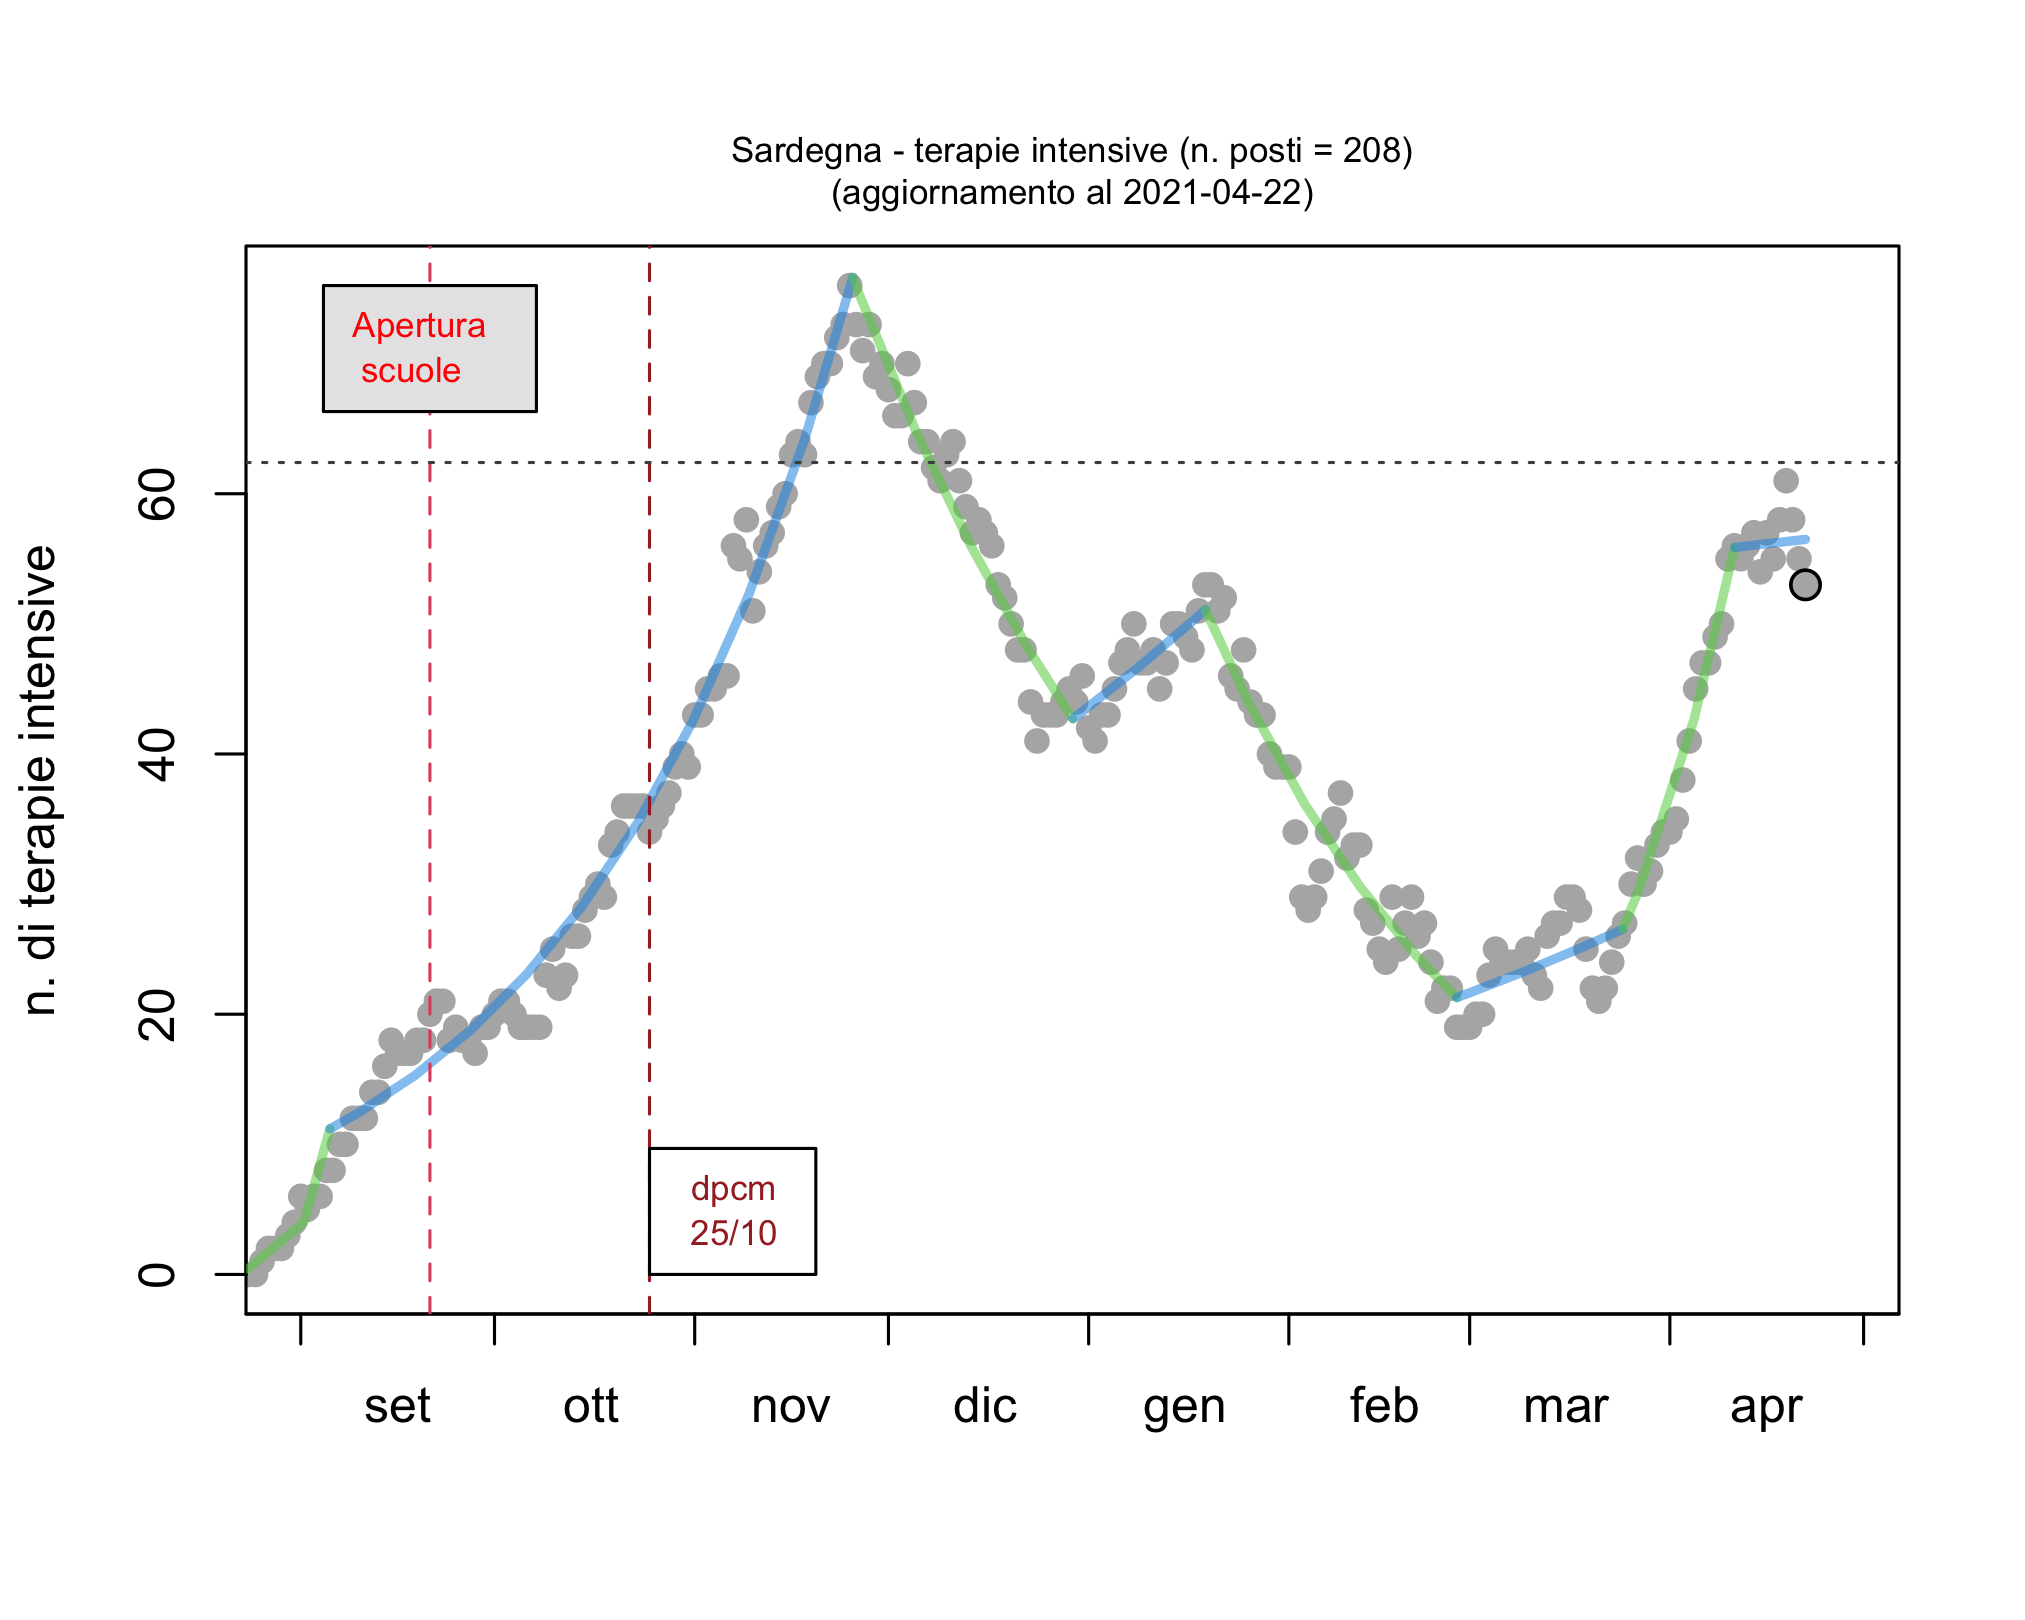 Sardegna - terapie intensive (n. posti = 208)
(aggiornamento al 2021-04-22)
Apertura
scuole
dpcm
25/10
n. di terapie intensive
60
40
20
0
set ott nov dic gen feb mar apr